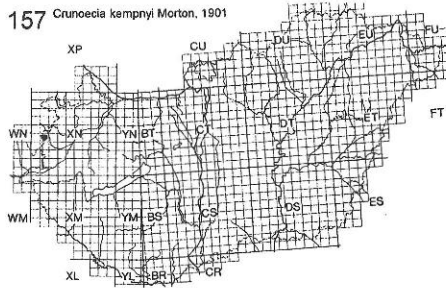 157 Crunoecia kempnyi Morton, 1901
XP CU DU EU FU
WN XN YN BT CT DT ET FT
WM XM YM BS CS DS ES
XL YL BR CR